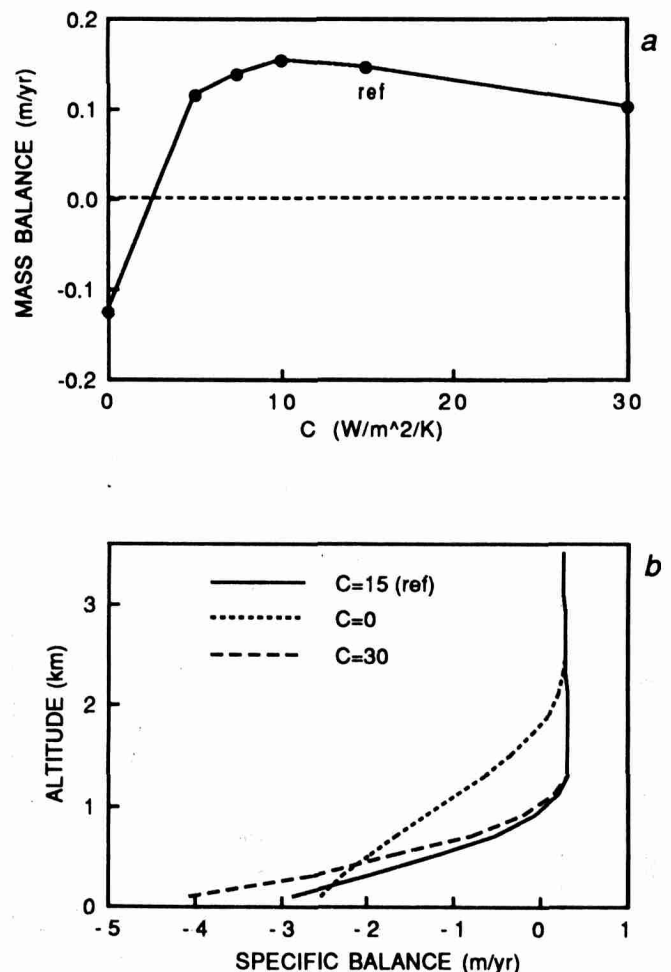 a
0.2
0.1
0.0
-0.1
-0.2
MASS BALANCE (m/yr)
ref
0
10
20
30
C (W/m^2/K)
b
C=15 (ref)
C=0
C=30
3
2
1
0
ALTITUDE (km)
-5
-4
-3
-2
-1
0
1
SPECIFIC BALANCE (m/yr)